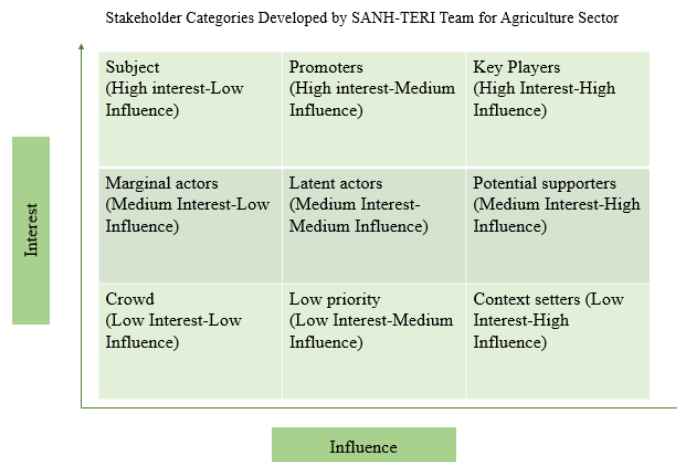 Stakeholder Categories Developed by SANH-TERI Team for Agriculture Sector
Subject
(High interest-Low
Influence)
Promoters
(High interest-Medium
Influence)
Key Players
(High Interest-High
Influence)
Interest
Marginal actors
(Medium Interest-Low
Influence)
Latent actors
(Medium Interest-
Medium Influence)
Potential supporters
(Medium Interest-High
Influence)
Crowd
(Low Interest-Low
Influence)
Low priority
(Low Interest-Medium
Influence)
Context setters (Low
Interest-High
Influence)
Influence